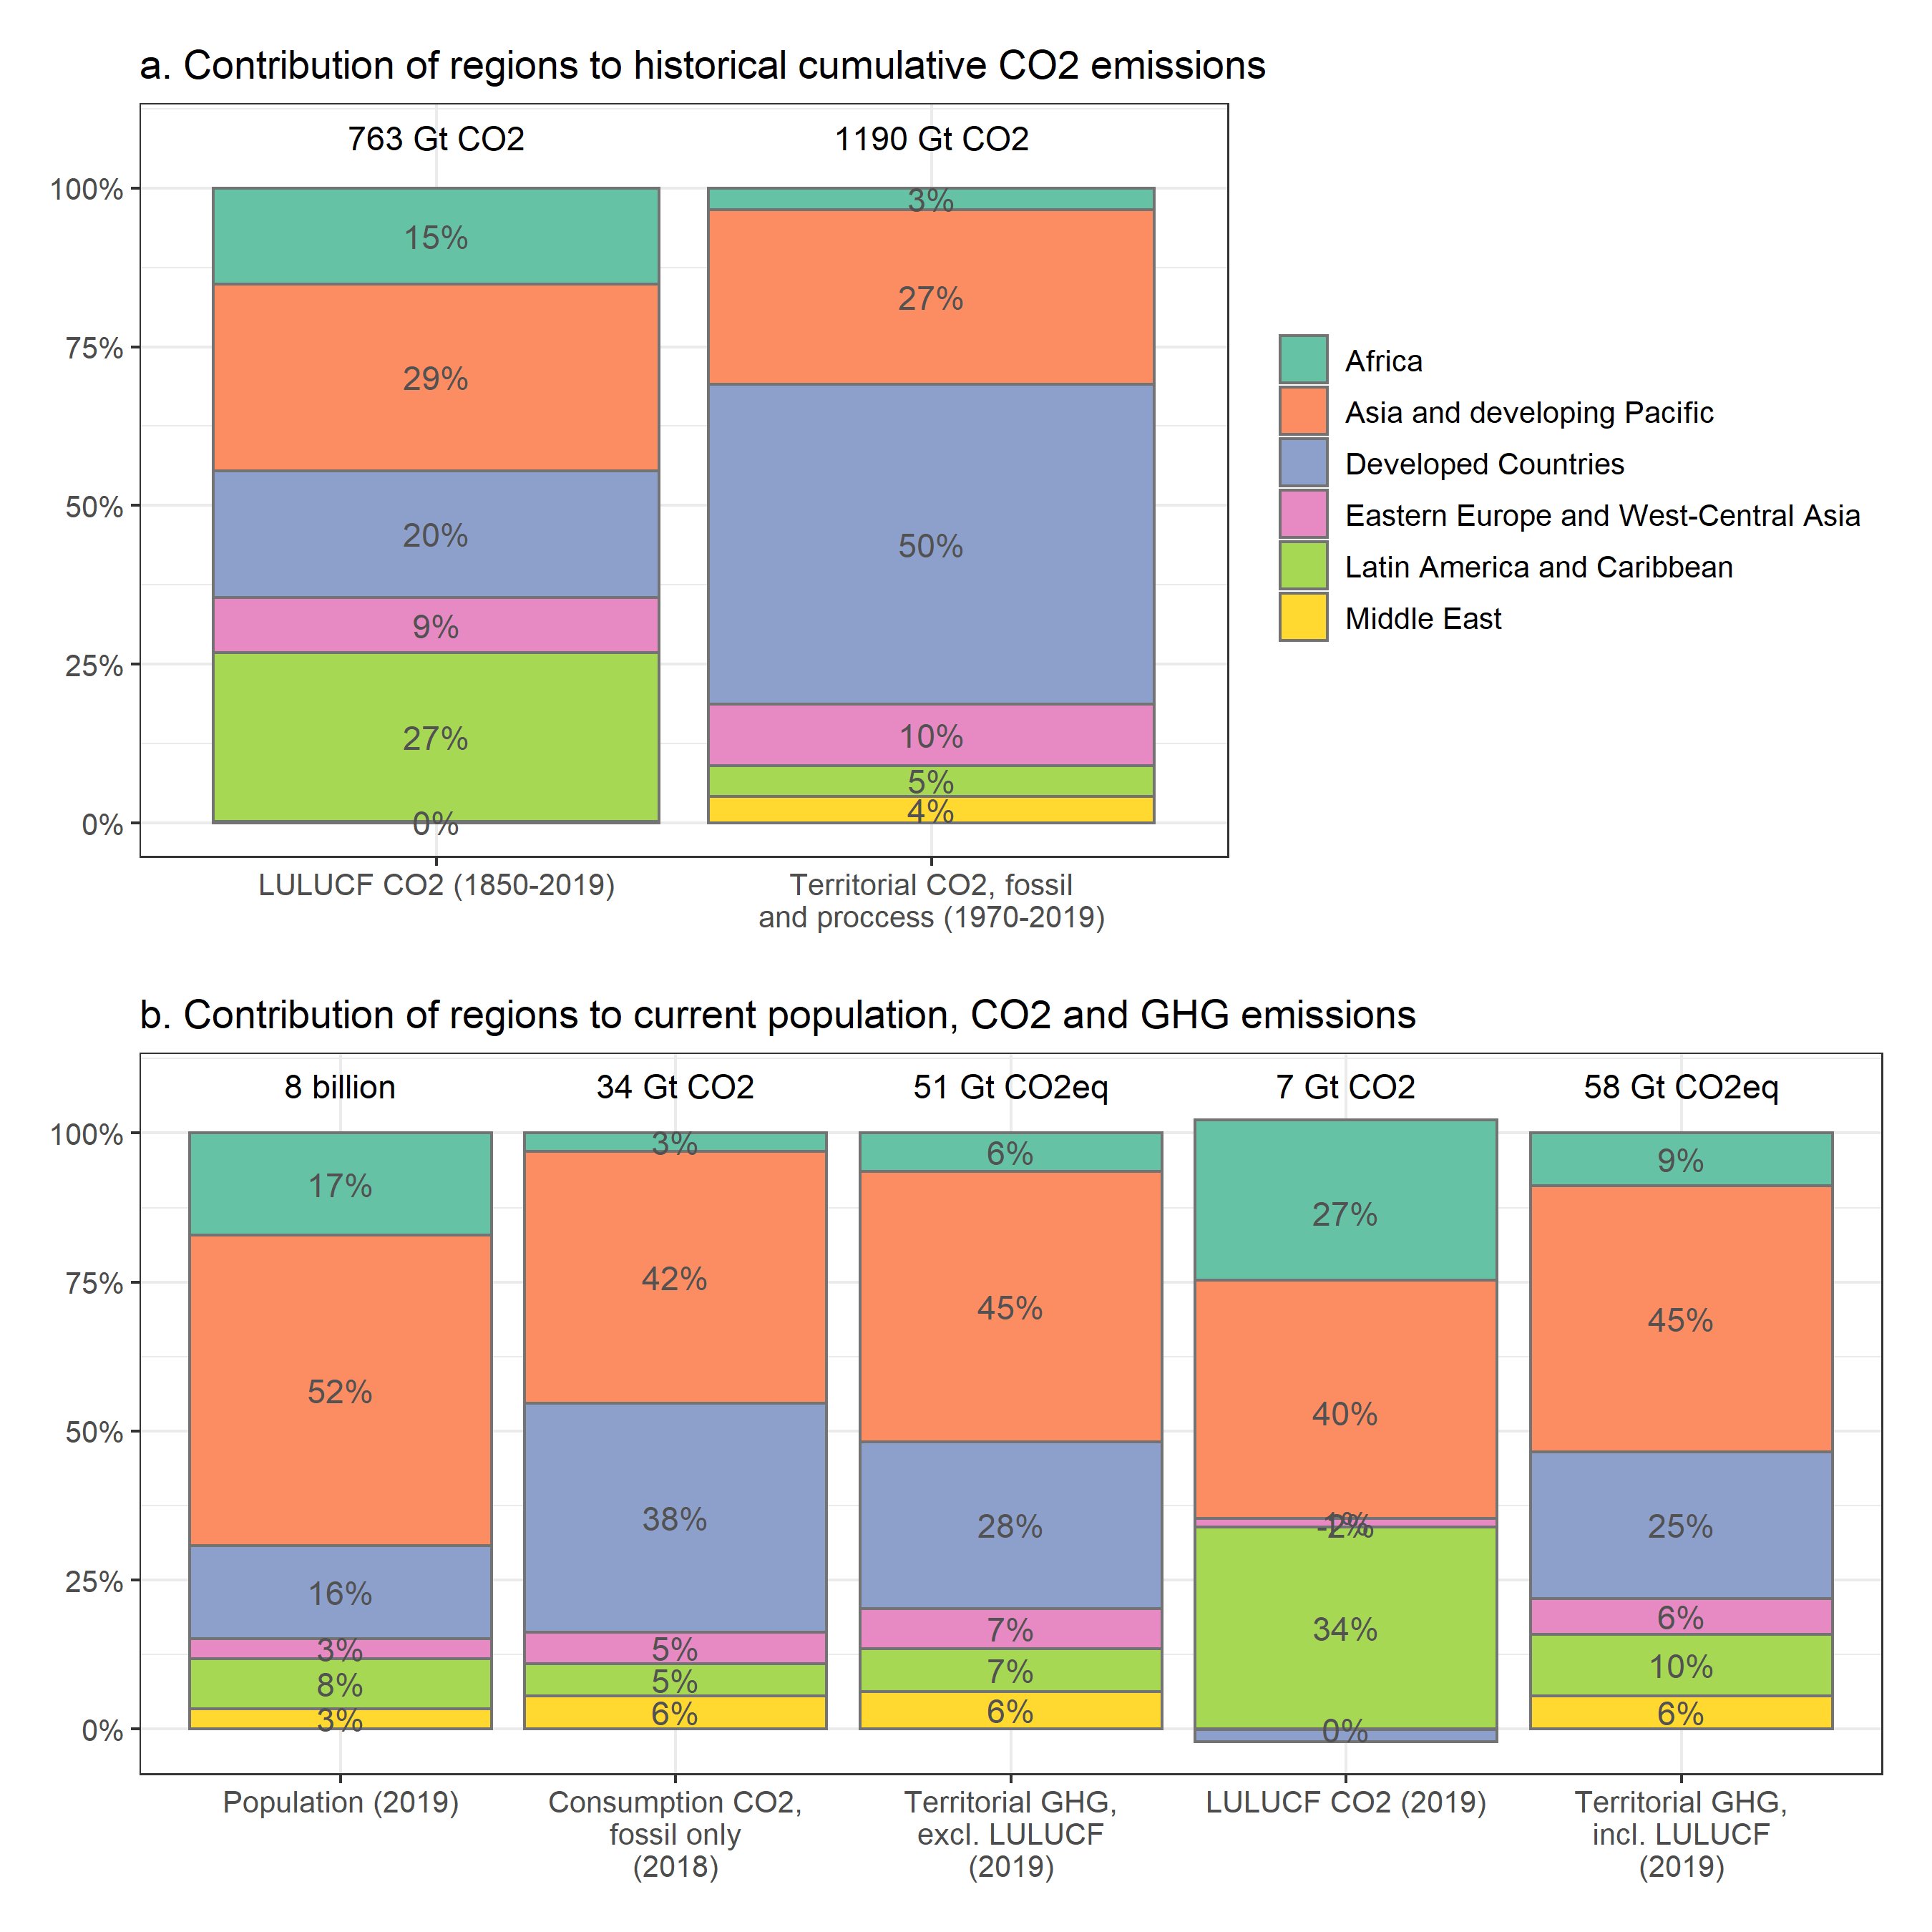 a. Contribution of regions to historical cumulative CO2 emissions
763 Gt CO2
1190 Gt CO2
100%
75%
50%
25%
0%
15%
29%
20%
9%
27%
0%
3%
27%
50%
10%
5%
4%
LULUCF CO2 (1850-2019)
Territorial CO2, fossil
and proccess (1970-2019)
Africa
Asia and developing Pacific
Developed Countries
Eastern Europe and West-Central Asia
Latin America and Caribbean
Middle East
b. Contribution of regions to current population, CO2 and GHG emissions
8 billion
34 Gt CO2
51 Gt CO2eq
7 Gt CO2
58 Gt CO2eq
100%
75%
50%
25%
0%
17%
52%
16%
3%
8%
3%
3%
42%
38%
5%
5%
6%
6%
45%
28%
7%
7%
6%
27%
40%
-2%
1%
34%
0%
9%
45%
25%
6%
10%
6%
Population (2019)
Consumption CO2,
fossil only
(2018)
Territorial GHG,
excl. LULUCF
(2019)
LULUCF CO2 (2019)
Territorial GHG,
incl. LULUCF
(2019)